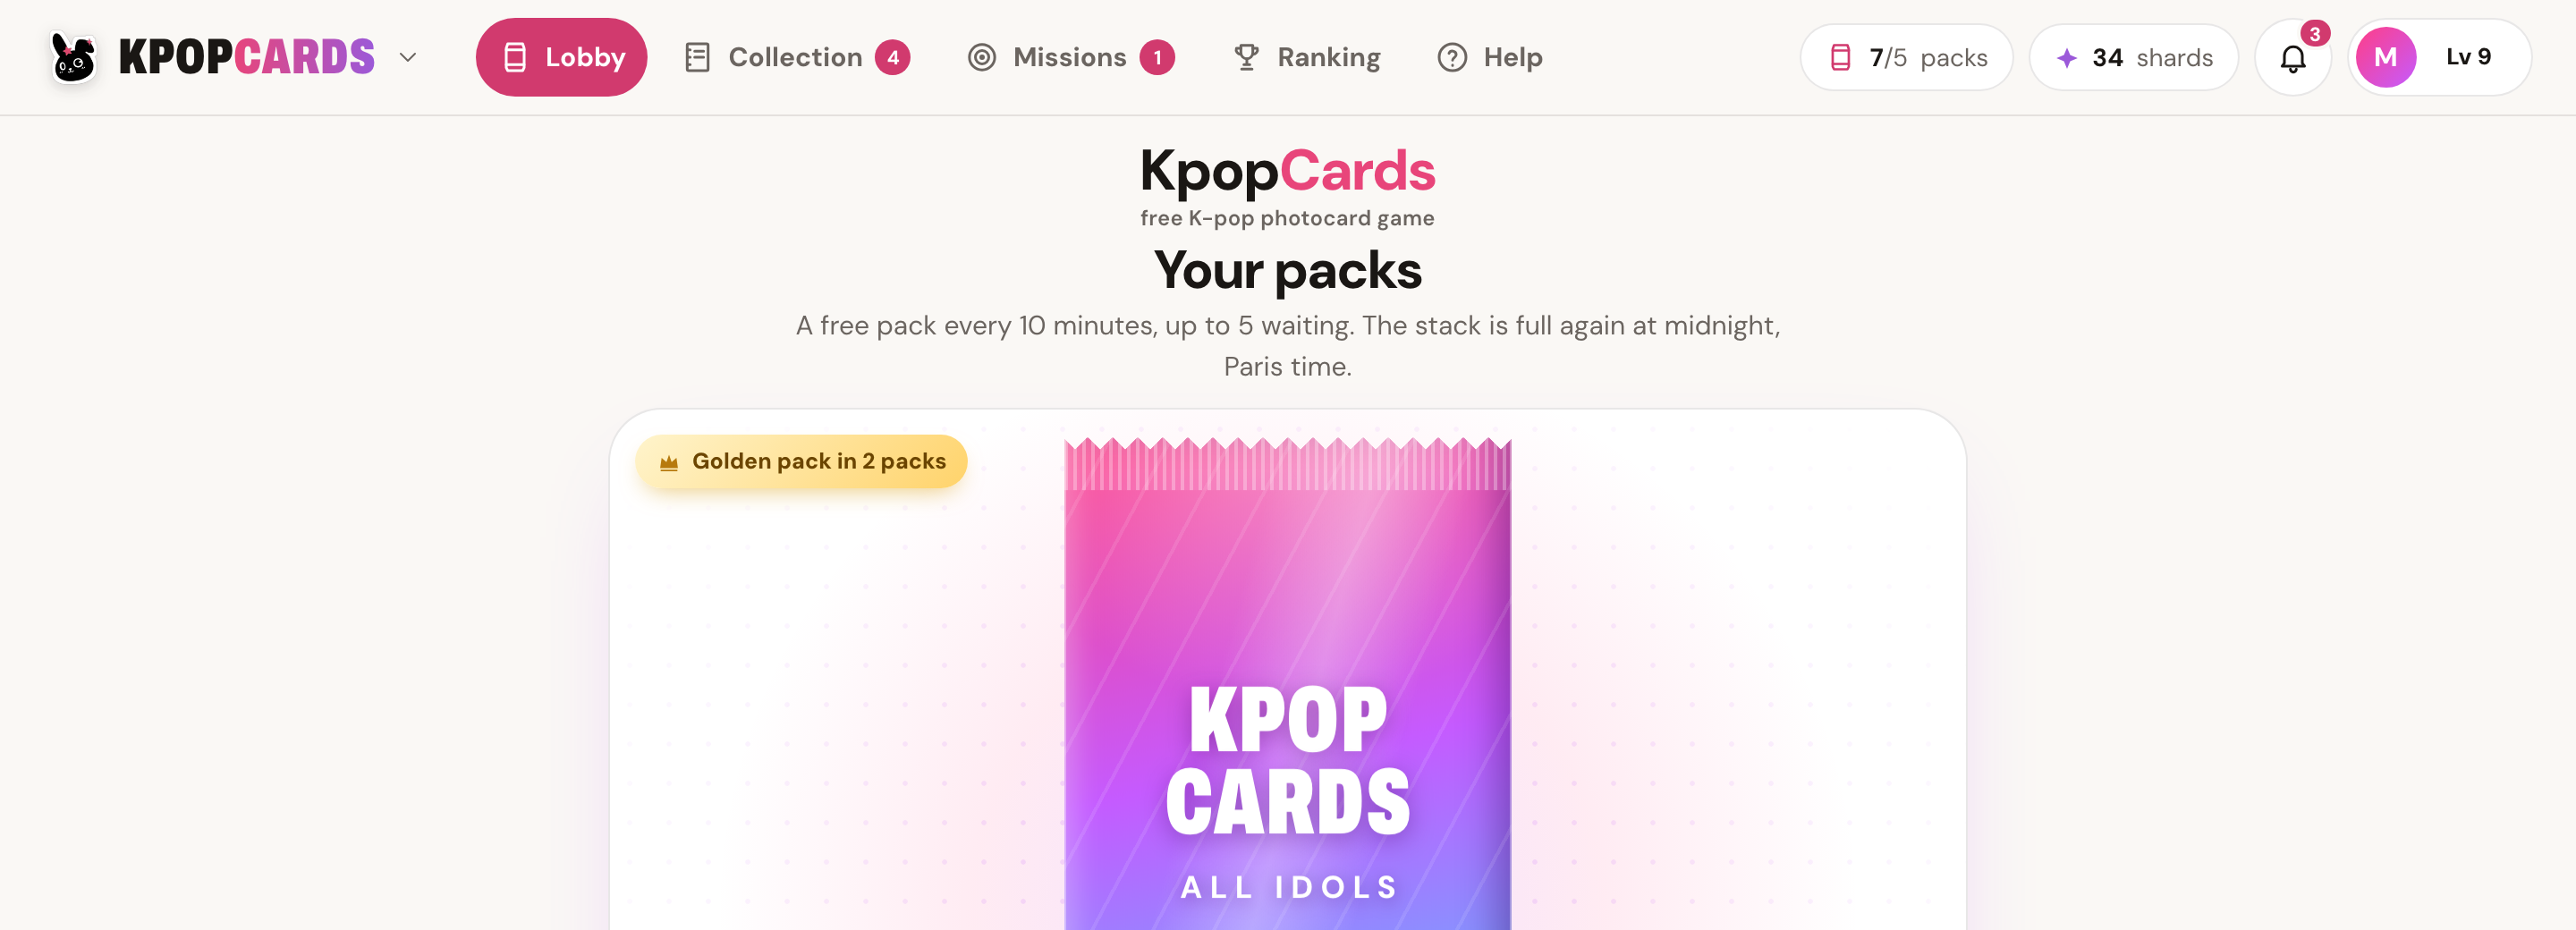 KPOPCARDS
Lobby
Collection 4
Missions 1
Ranking
Help
7/5 packs
34 shards
3
M Lv 9
KpopCards
free K-pop photocard game
Your packs
A free pack every 10 minutes, up to 5 waiting. The stack is full again at midnight,
Paris time.
Golden pack in 2 packs
KPOP
CARDS
ALL IDOLS